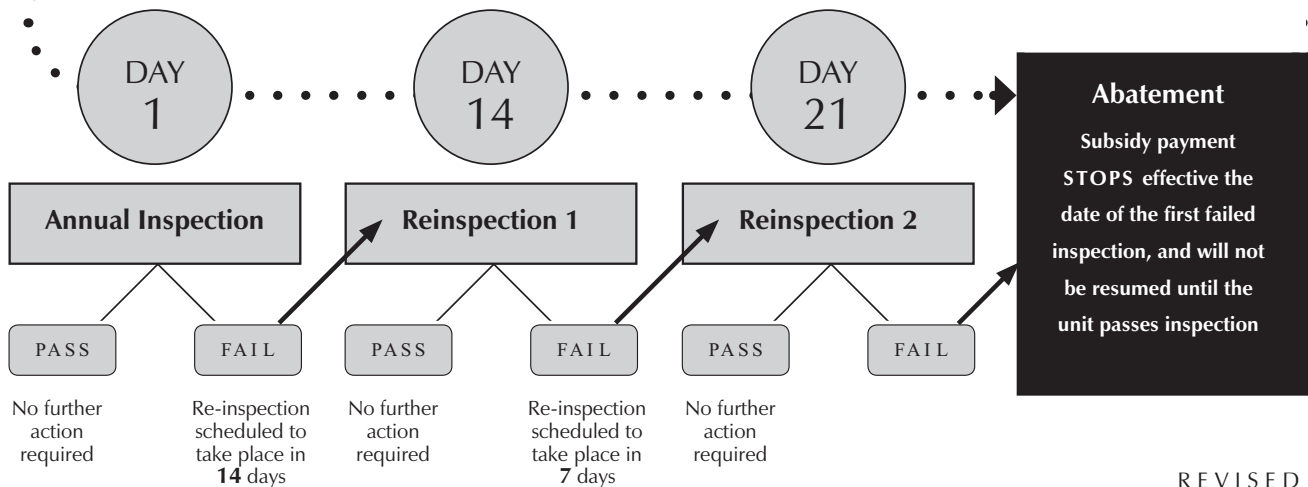 DAY
1
DAY
14
DAY
21
Annual Inspection
Reinspection 1
Reinspection 2
PASS
FAIL
PASS
FAIL
PASS
FAIL
No further
action
required
Re-inspection
scheduled to
take place in
14 days
No further
action
required
Re-inspection
scheduled to
take place in
7 days
No further
action
required
Abatement
Subsidy payment
STOPS effective the
date of the first failed
inspection, and will not
be resumed until the
unit passes inspection
REVISED